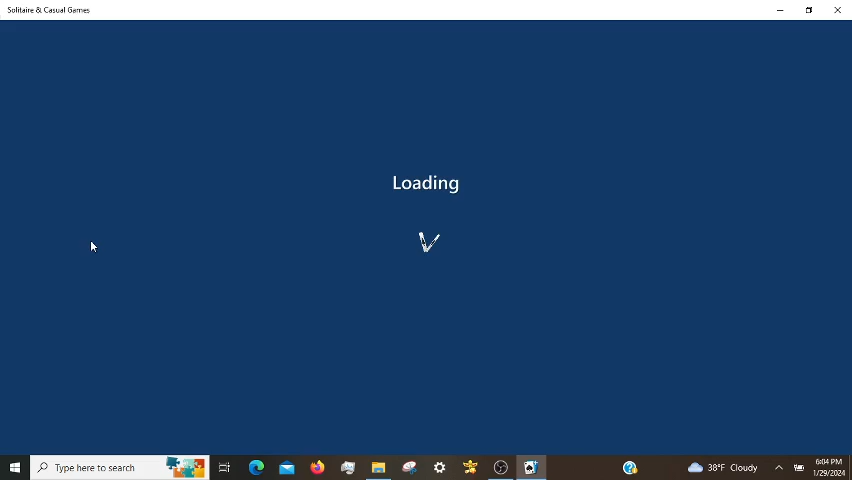 Solitaire & Casual Games
Loading
Type here to search
38°F Cloudy
6:04 PM
1/29/2024